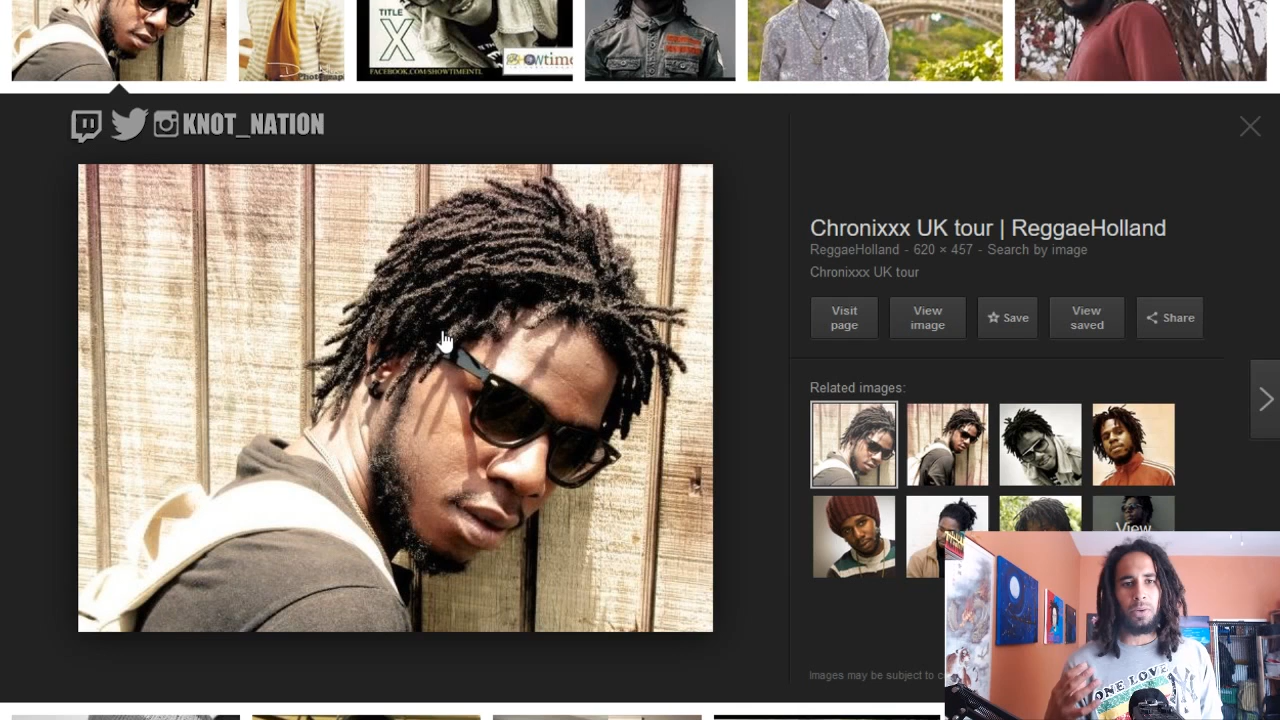 TITLE
X
FACEBOOK.COM/SHOWTIMEINTL
KNOT_NATION
Chronixxx UK tour | ReggaeHolland
ReggaeHolland - 620 × 457 - Search by image
Chronixxx UK tour
Visit page
View image
Save
View saved
Share
Related images:
View
Images may be subject to
ONE LOVE